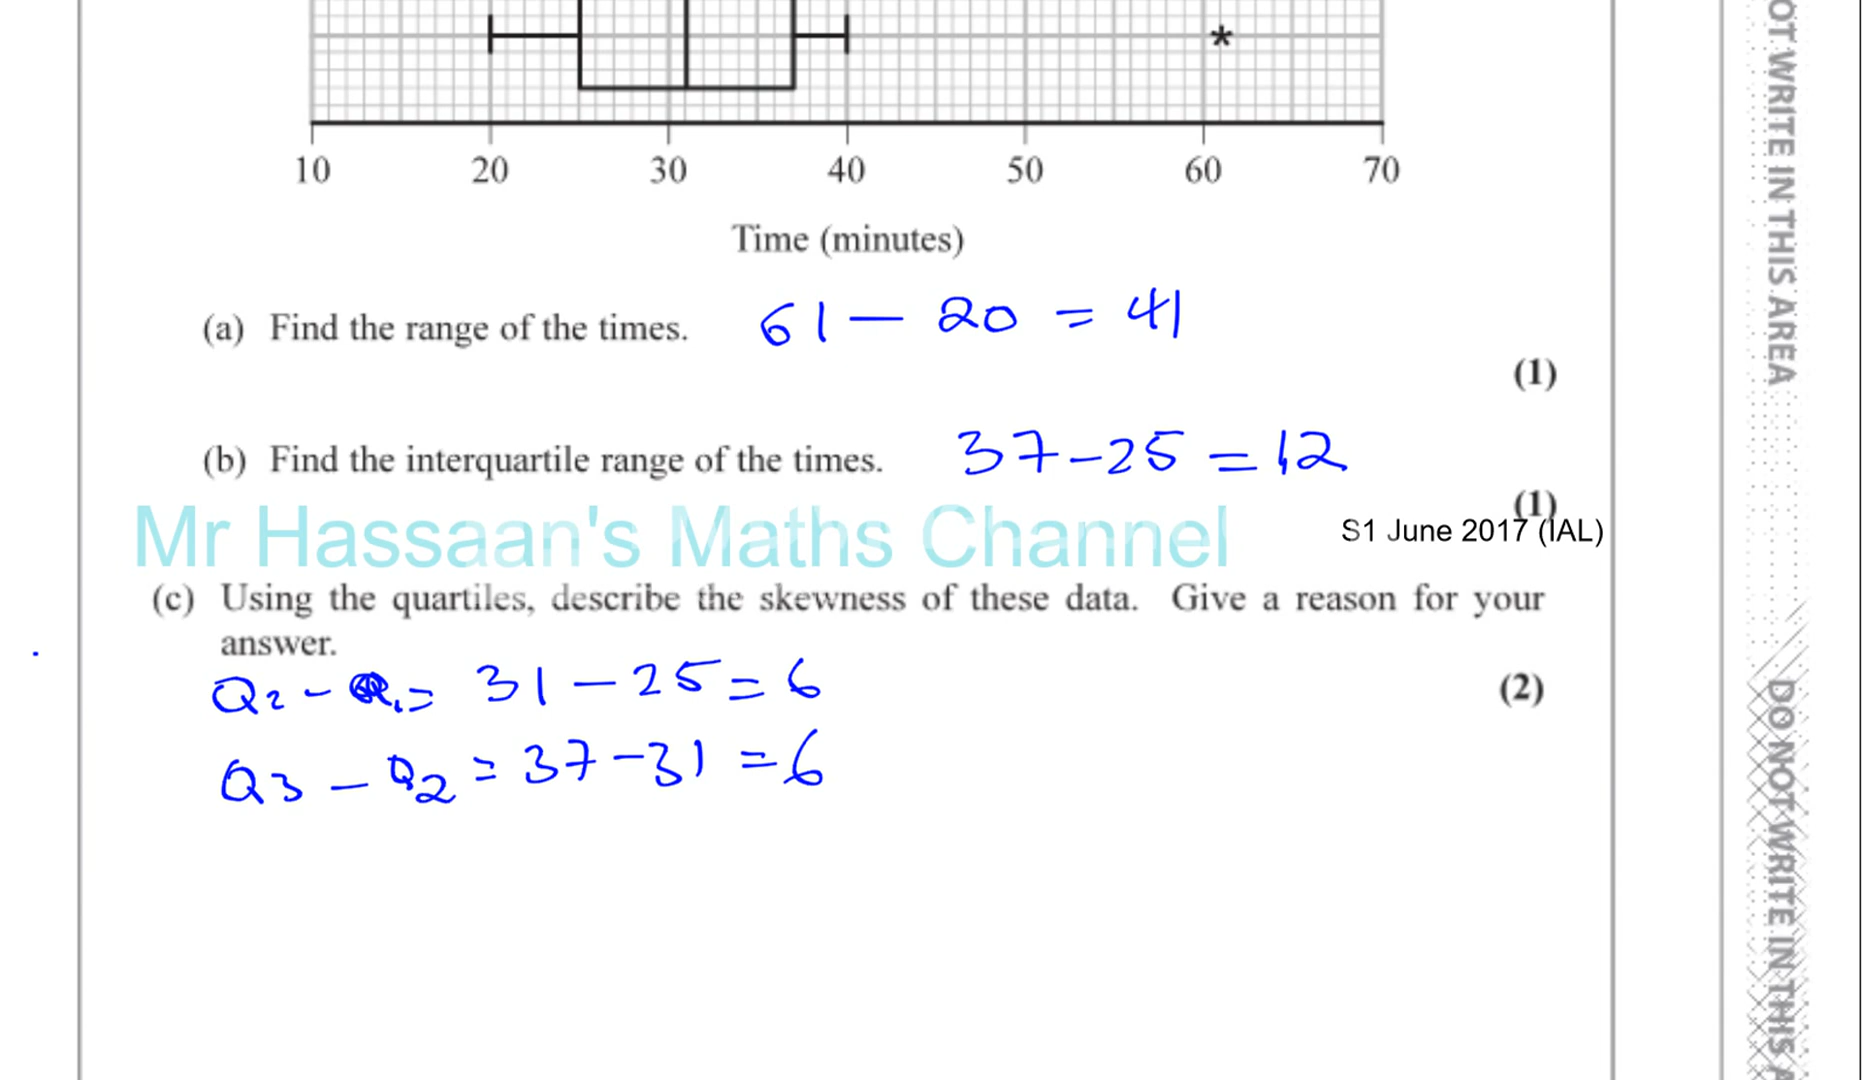 10 20 30 40 50 60 70
Time (minutes)
(a) Find the range of the times. 61 - 20 = 41
(1)
(b) Find the interquartile range of the times. 37-25 = 12
(1)
Mr Hassaan's Maths Channel
S1 June 2017 (IAL)
(c) Using the quartiles, describe the skewness of these data. Give a reason for your
answer.
(2)
Q2 - Q1 = 31 - 25 = 6
Q3 - Q2 = 37 - 31 = 6
OT WRITE IN THIS AREA
DO NOT WRITE IN THIS A